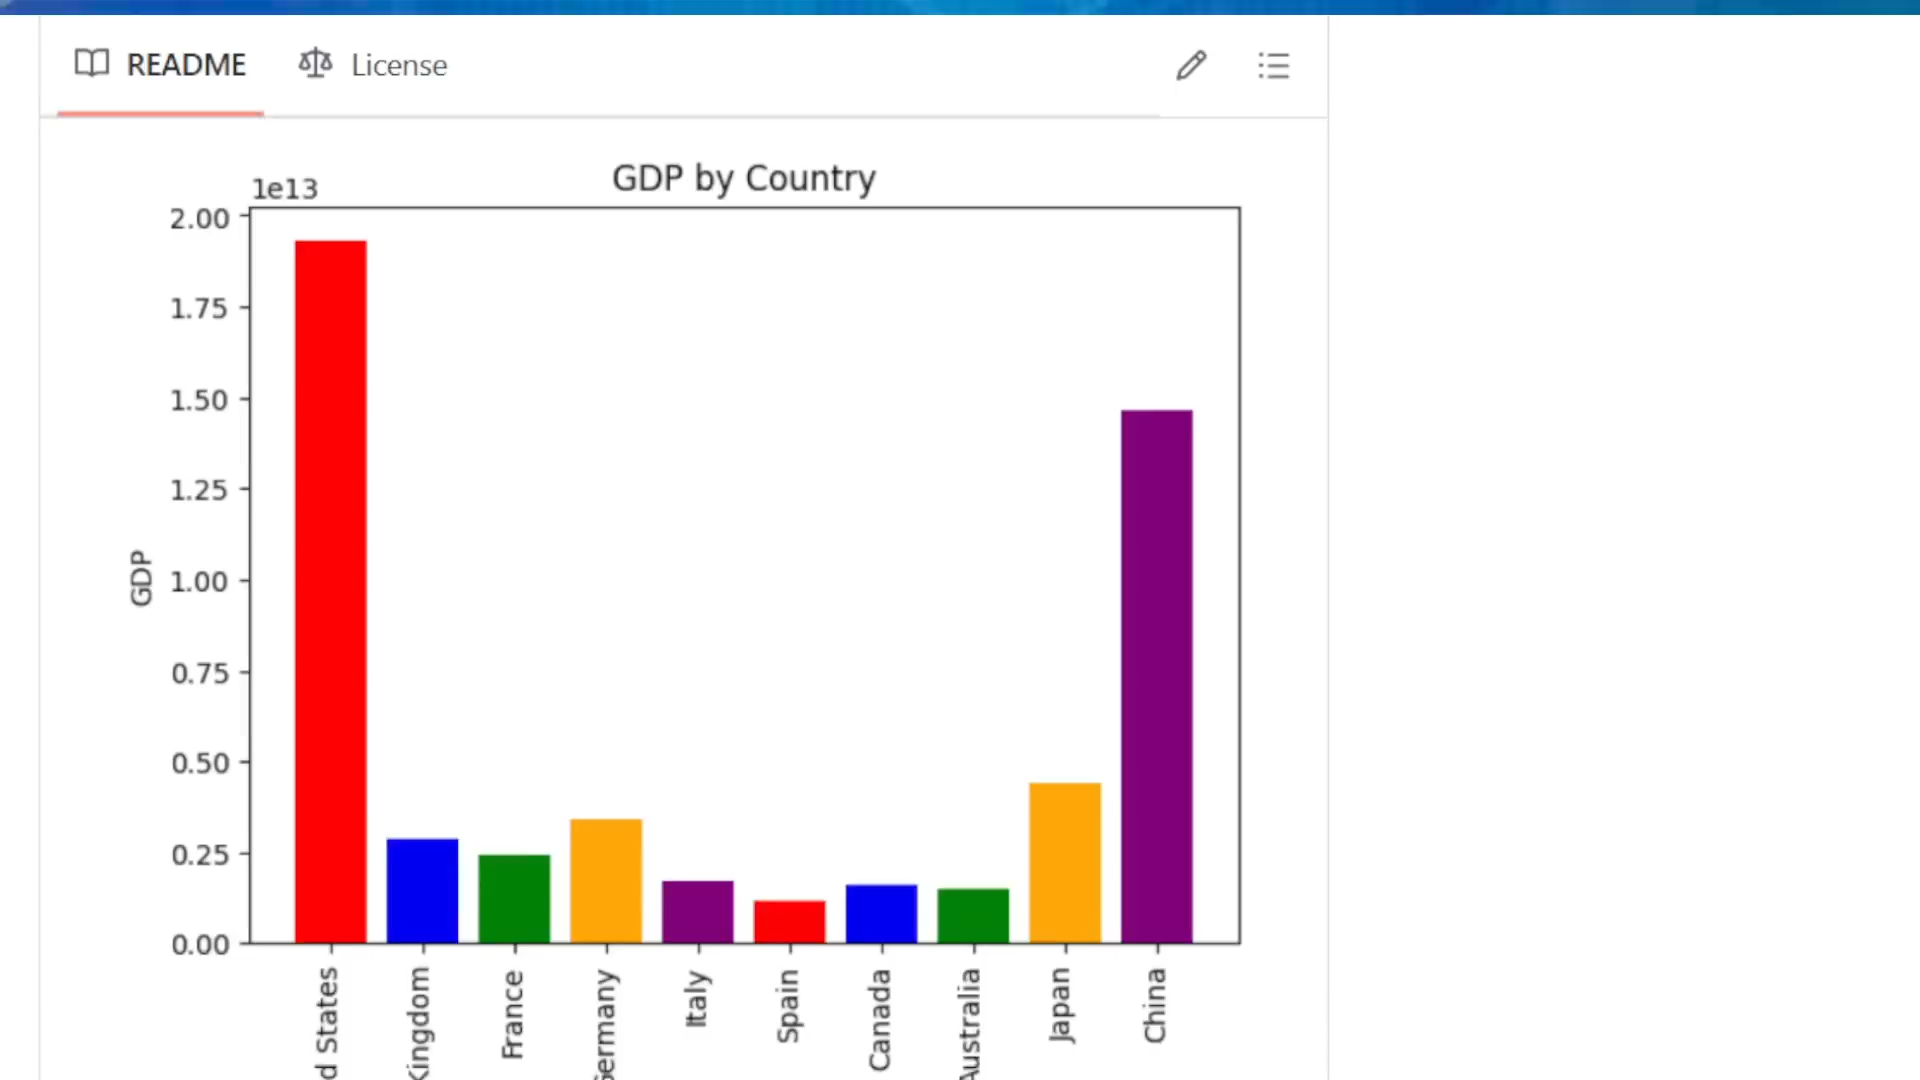 README License
GDP by Country
1e13
2.00
1.75
1.50
1.25
1.00
0.75
0.50
0.25
0.00
GDP
d States
Kingdom
France
Germany
Italy
Spain
Canada
Australia
Japan
China